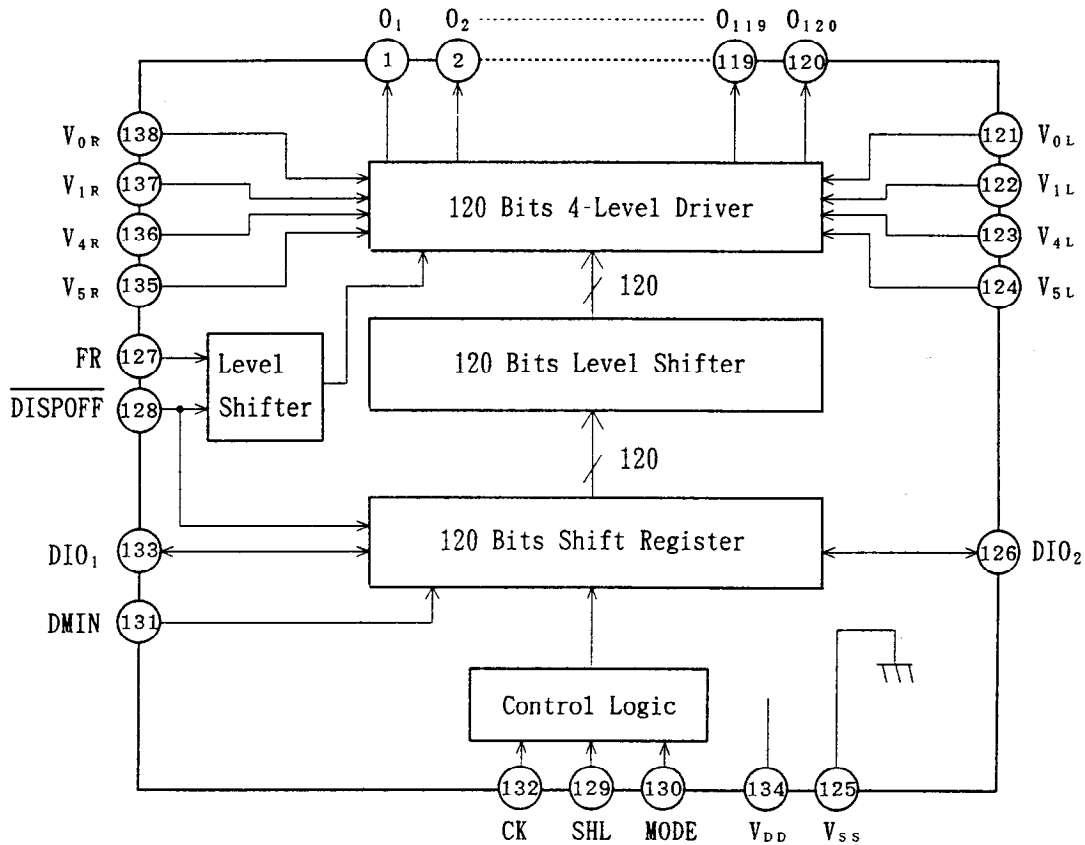 O₁ O₂ O₁₁₉ O₁₂₀
1 2 119 120
V₀R 138 121 V₀L
V₁R 137 122 V₁L
120 Bits 4-Level Driver
V₄R 136 123 V₄L
V₅R 135 124 V₅L
120
FR 127
Level
Shifter
120 Bits Level Shifter
DISPOFF 128
120
DIO₁ 133
120 Bits Shift Register
126 DIO₂
DMIN 131
Control Logic
132 129 130 134 125
CK SHL MODE VDD VSS